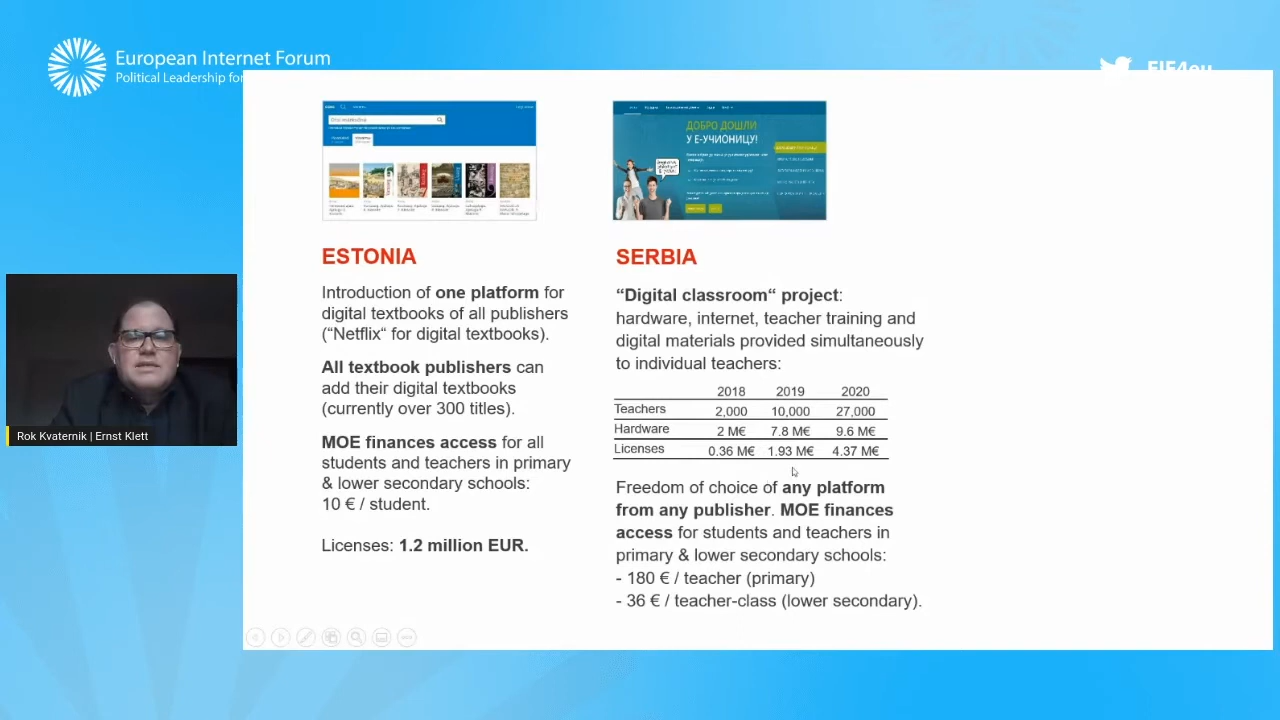 European Internet Forum
Political Leadership for
ESTONIA
Introduction of one platform for
digital textbooks of all publishers
(“Netflix“ for digital textbooks).
All textbook publishers can
add their digital textbooks
(currently over 300 titles).
MOE finances access for all
students and teachers in primary
& lower secondary schools:
10 € / student.
Licenses: 1.2 million EUR.
ДОБРО ДОШЛИ
У Е-УЧИОНИЦУ!
SERBIA
“Digital classroom“ project:
hardware, internet, teacher training and
digital materials provided simultaneously
to individual teachers:
2018 2019 2020
Teachers 2,000 10,000 27,000
Hardware 2 M€ 7.8 M€ 9.6 M€
Licenses 0.36 M€ 1.93 M€ 4.37 M€
Freedom of choice of any platform
from any publisher. MOE finances
access for students and teachers in
primary & lower secondary schools:
- 180 € / teacher (primary)
- 36 € / teacher-class (lower secondary).
Rok Kvaternik | Ernst Klett